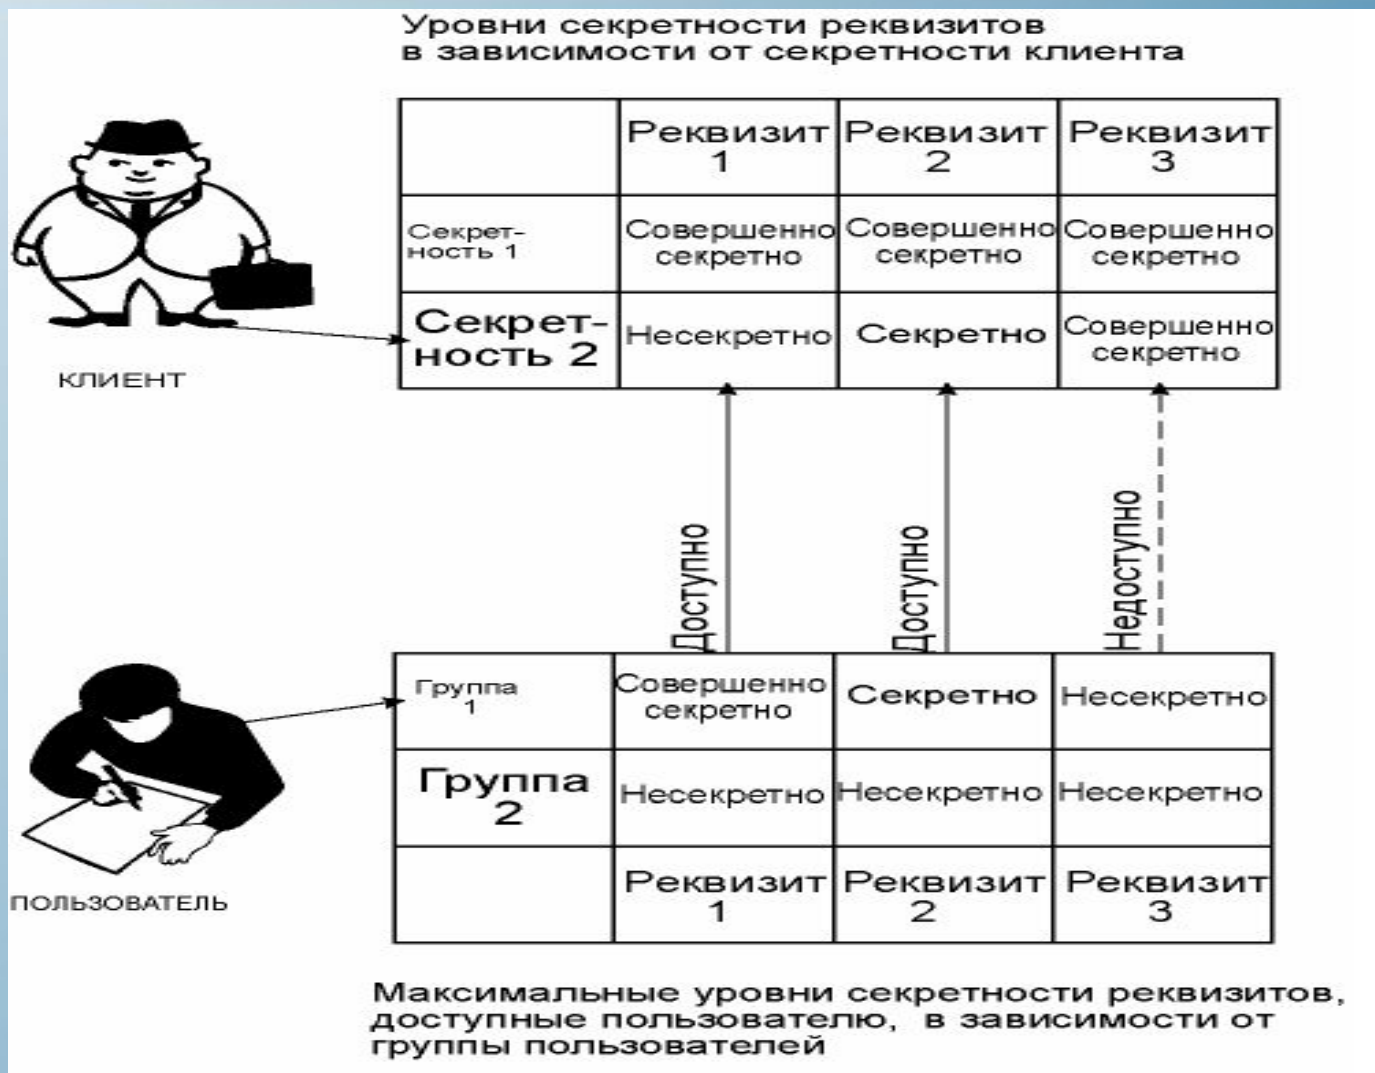 Уровни секретности реквизитов
в зависимости от секретности клиента
Реквизит
1
Реквизит
2
Реквизит
3
Секрет-
ность 1
Совершенно
секретно
Совершенно
секретно
Совершенно
секретно
Секрет-
ность 2
Несекретно
Секретно
Совершенно
секретно
КЛИЕНТ
Доступно
Доступно
Недоступно
Группа
1
Совершенно
секретно
Секретно
Несекретно
Группа
2
Несекретно
Несекретно
Несекретно
Реквизит
1
Реквизит
2
Реквизит
3
ПОЛЬЗОВАТЕЛЬ
Максимальные уровни секретности реквизитов,
доступные пользователю, в зависимости от
группы пользователей